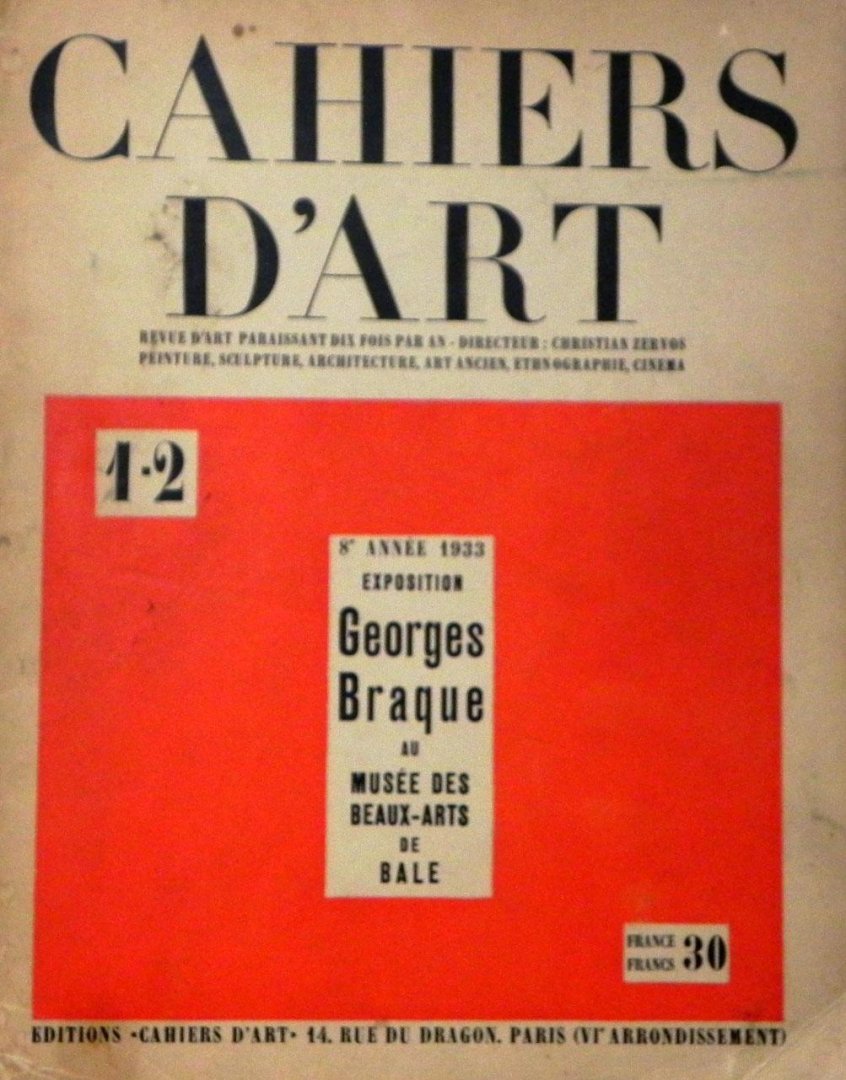 CAHIERS
D'ART
REVUE D'ART PARAISSANT DIX FOIS PAR AN - DIRECTEUR : CHRISTIAN ZERVOS
PEINTURE, SCULPTURE, ARCHITECTURE, ART ANCIEN, ETHNOGRAPHIE, CINEMA
1-2
8e ANNÉE 1933
EXPOSITION
Georges
Braque
AU
MUSÉE DES
BEAUX-ARTS
DE
BALE
FRANCE
FRANCS 30
EDITIONS «CAHIERS D'ART» 14, RUE DU DRAGON. PARIS (VIe ARRONDISSEMENT)